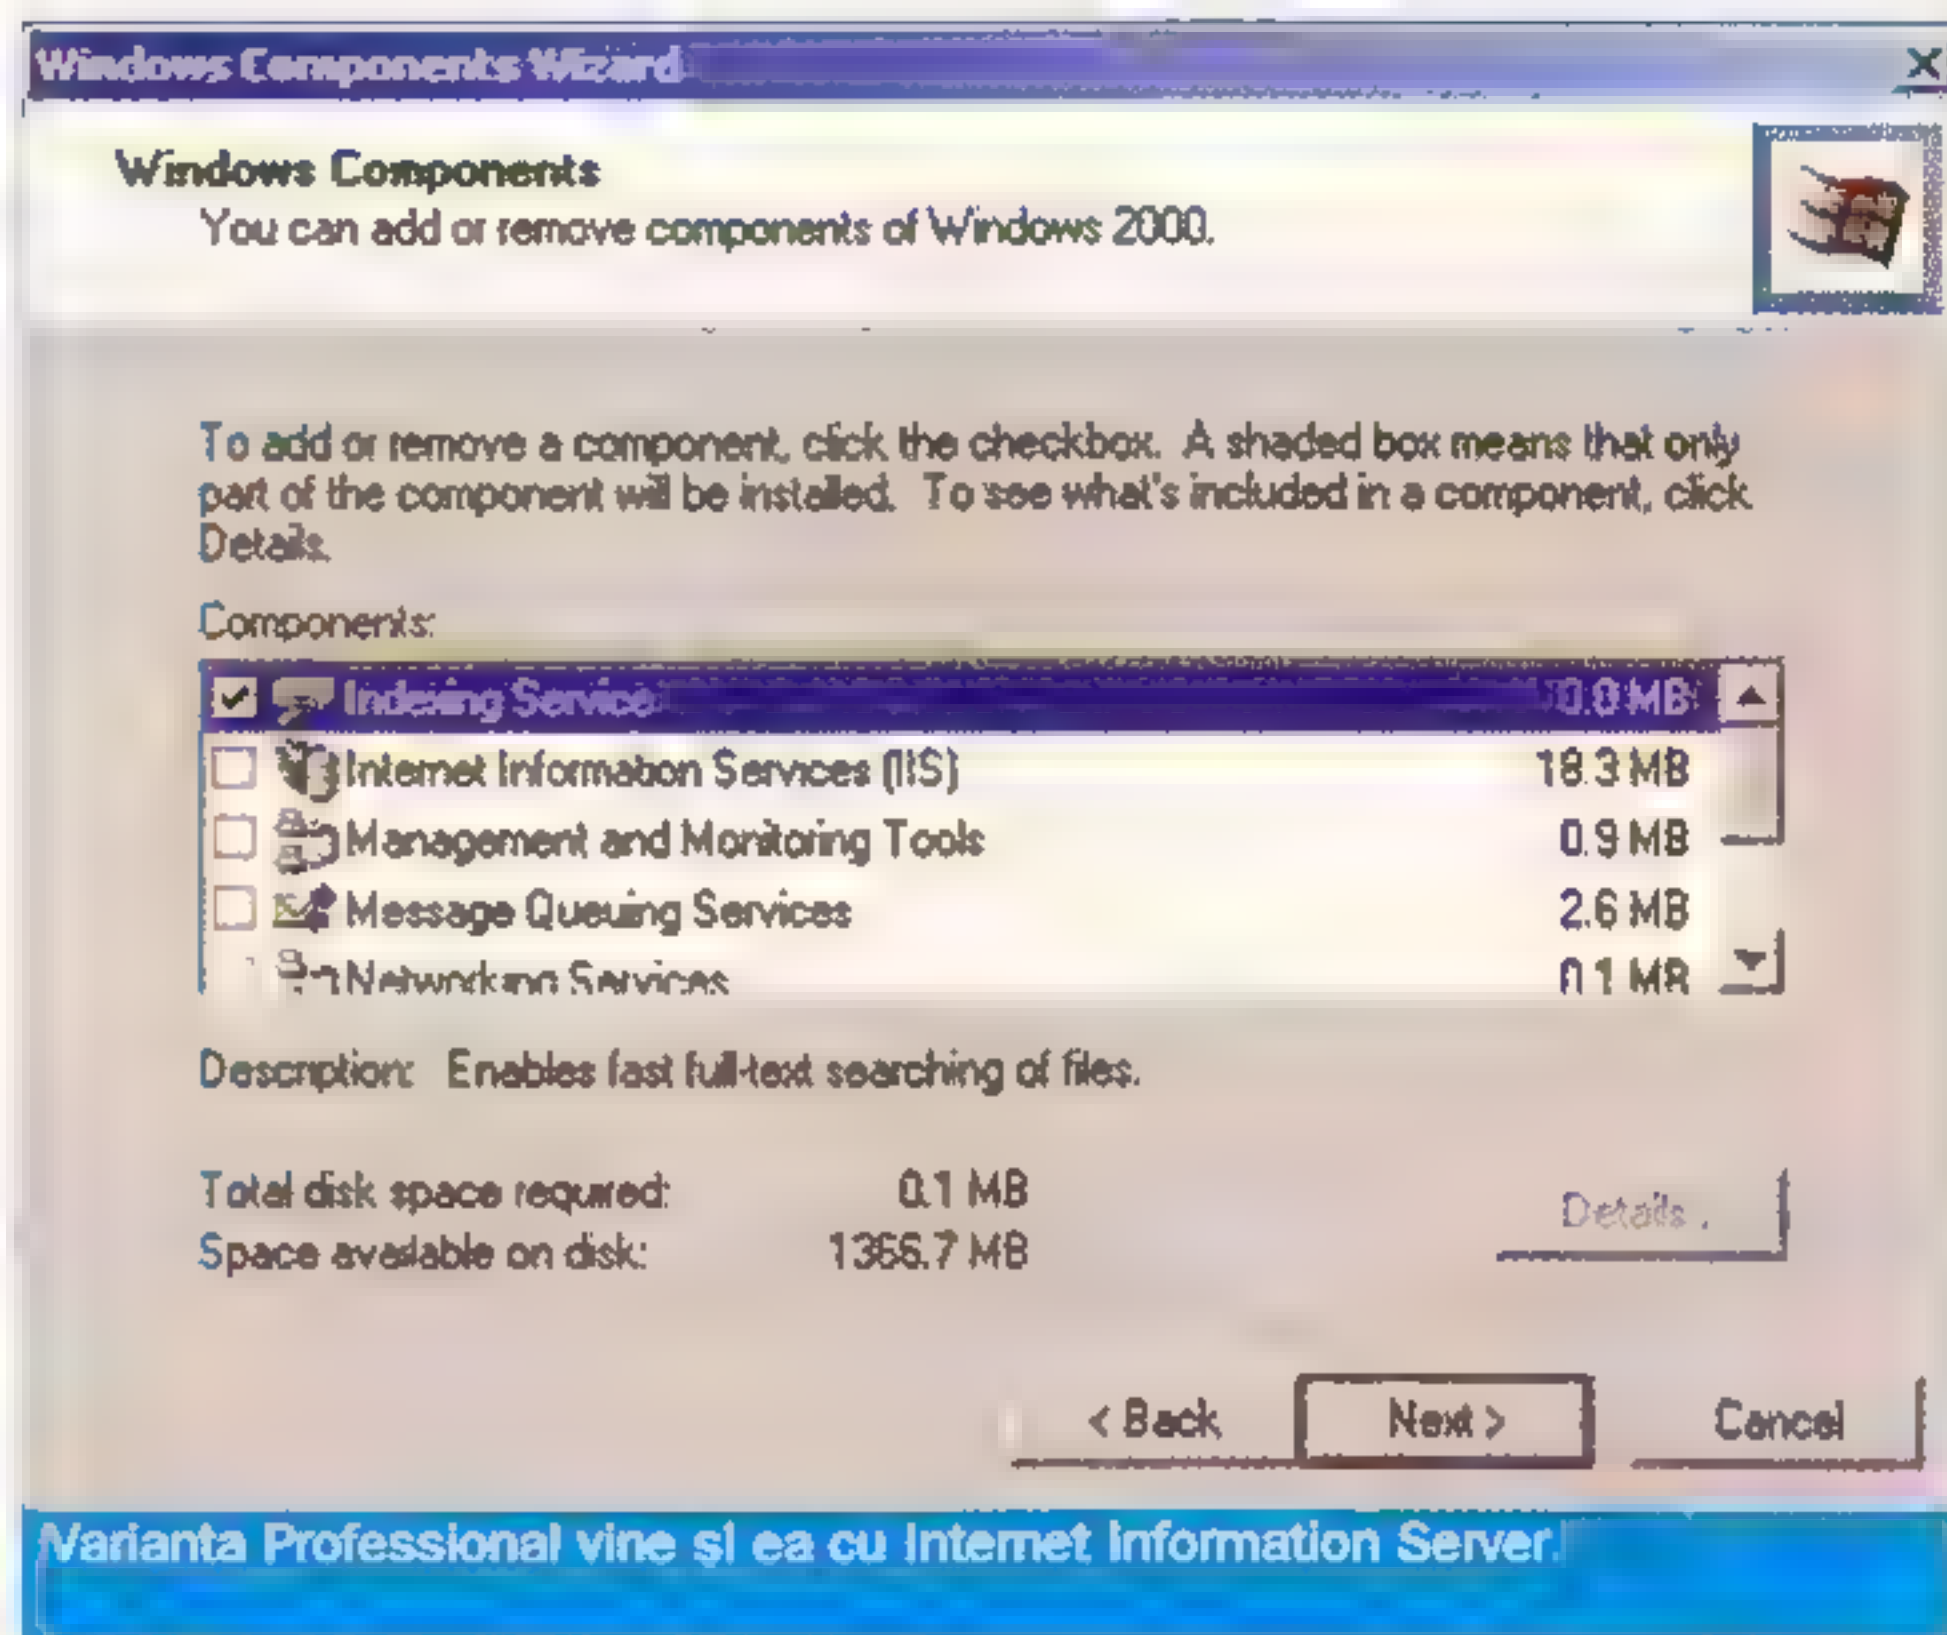 Windows Components Wizard
Windows Components
You can add or remove components of Windows 2000.
To add or remove a component, click the checkbox. A shaded box means that only
part of the component will be installed. To see what's included in a component, click
Details.
Components:
Indexing Service 0.0 MB
Internet Information Services (IIS) 18.3 MB
Management and Monitoring Tools 0.9 MB
Message Queuing Services 2.6 MB
Networking Services 0.1 MB
Description: Enables fast full-text searching of files.
Total disk space required: 0.1 MB
Space available on disk: 1366.7 MB
Details...
< Back Next > Cancel
Varianta Professional vine şi ea cu Internet Information Server.